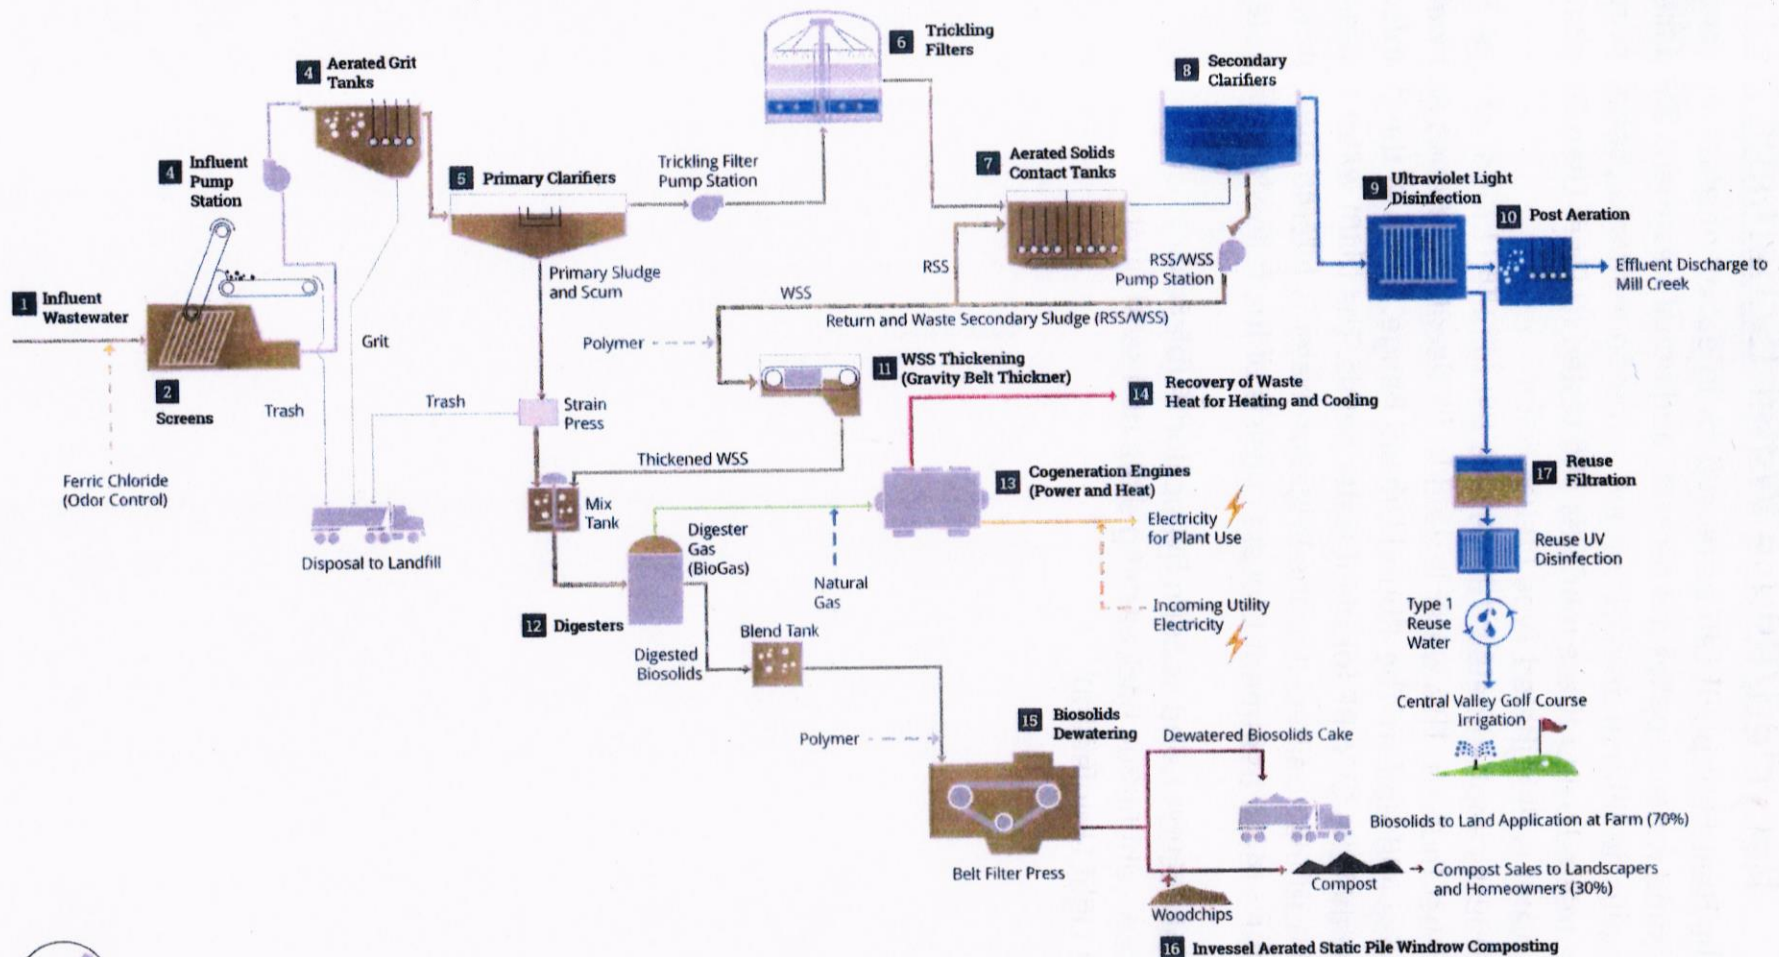 1 Influent
Wastewater
2
Screens
Ferric Chloride
(Odor Control)
4 Influent
Pump
Station
4 Aerated Grit
Tanks
Trash
Grit
Trash
Disposal to Landfill
5 Primary Clarifiers
Primary Sludge
and Scum
Strain
Press
Trickling Filter
Pump Station
6 Trickling
Filters
7 Aerated Solids
Contact Tanks
8 Secondary
Clarifiers
RSS
RSS/WSS
Pump Station
WSS
Return and Waste Secondary Sludge (RSS/WSS)
Polymer
9 Ultraviolet Light
Disinfection
10 Post Aeration
Effluent Discharge to
Mill Creek
11 WSS Thickening
(Gravity Belt Thickner)
Thickened WSS
Mix
Tank
12 Digesters
Digester
Gas
(BioGas)
Natural
Gas
13 Cogeneration Engines
(Power and Heat)
14 Recovery of Waste
Heat for Heating and Cooling
Electricity
for Plant Use
Incoming Utility
Electricity
Digested
Biosolids
Blend Tank
Polymer
15 Biosolids
Dewatering
Belt Filter Press
Dewatered Biosolids Cake
Biosolids to Land Application at Farm (70%)
Woodchips
Compost
Compost Sales to Landscapers
and Homeowners (30%)
16 Invessel Aerated Static Pile Windrow Composting
17 Reuse
Filtration
Reuse UV
Disinfection
Type 1
Reuse
Water
Central Valley Golf Course
Irrigation